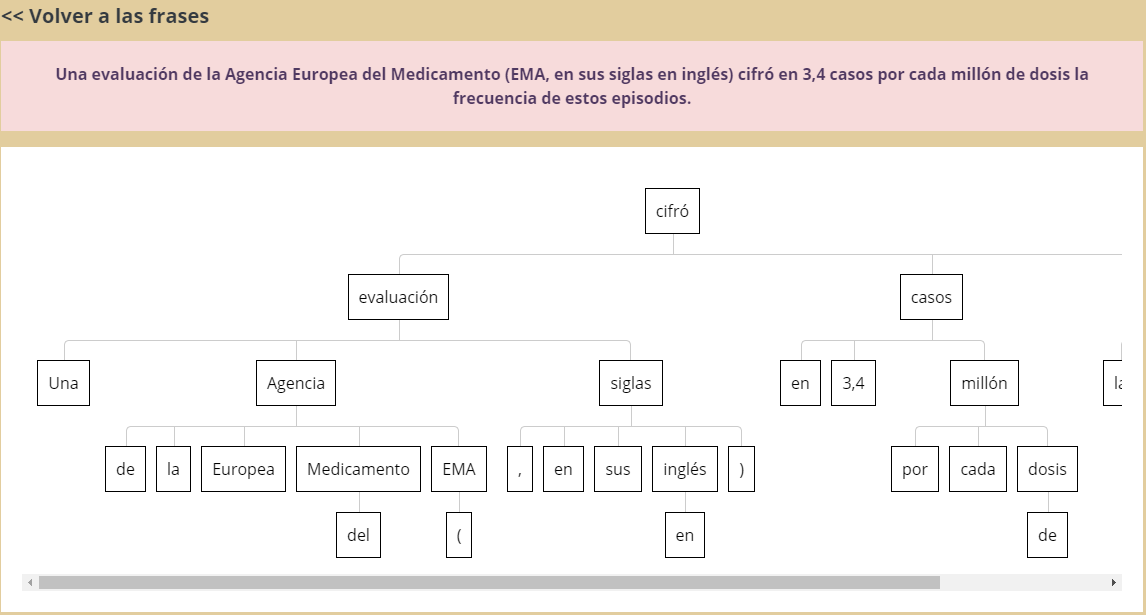 << Volver a las frases
Una evaluación de la Agencia Europea del Medicamento (EMA, en sus siglas en inglés) cifró en 3,4 casos por cada millón de dosis la
frecuencia de estos episodios.
cifró
evaluación casos
Una Agencia siglas en 3,4 millón la
de la Europea Medicamento EMA , en sus inglés ) por cada dosis
del ( en de